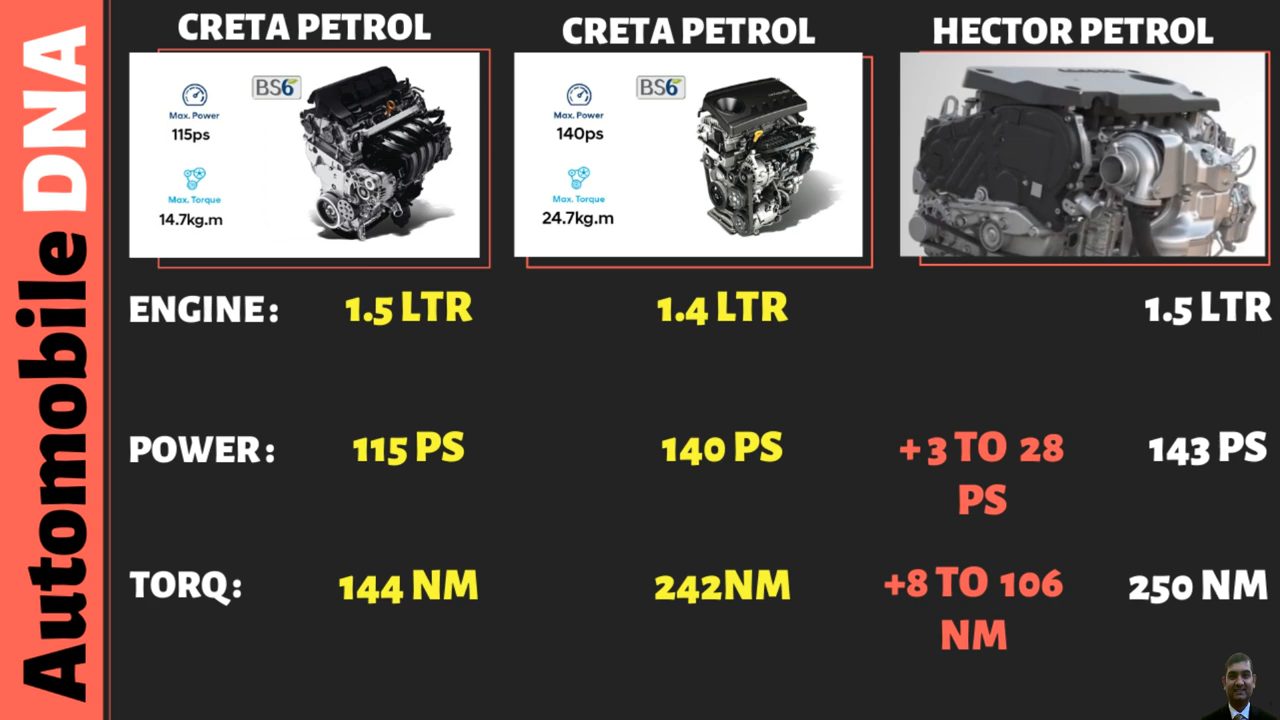 Automobile DNA
CRETA PETROL
CRETA PETROL
HECTOR PETROL
BS6
Max. Power
115ps
Max. Torque
14.7kg.m
BS6
Max. Power
140ps
Max. Torque
24.7kg.m
ENGINE: 1.5 LTR 1.4 LTR 1.5 LTR
POWER: 115 PS 140 PS + 3 TO 28 143 PS
PS
TORQ: 144 NM 242NM +8 TO 106 250 NM
NM